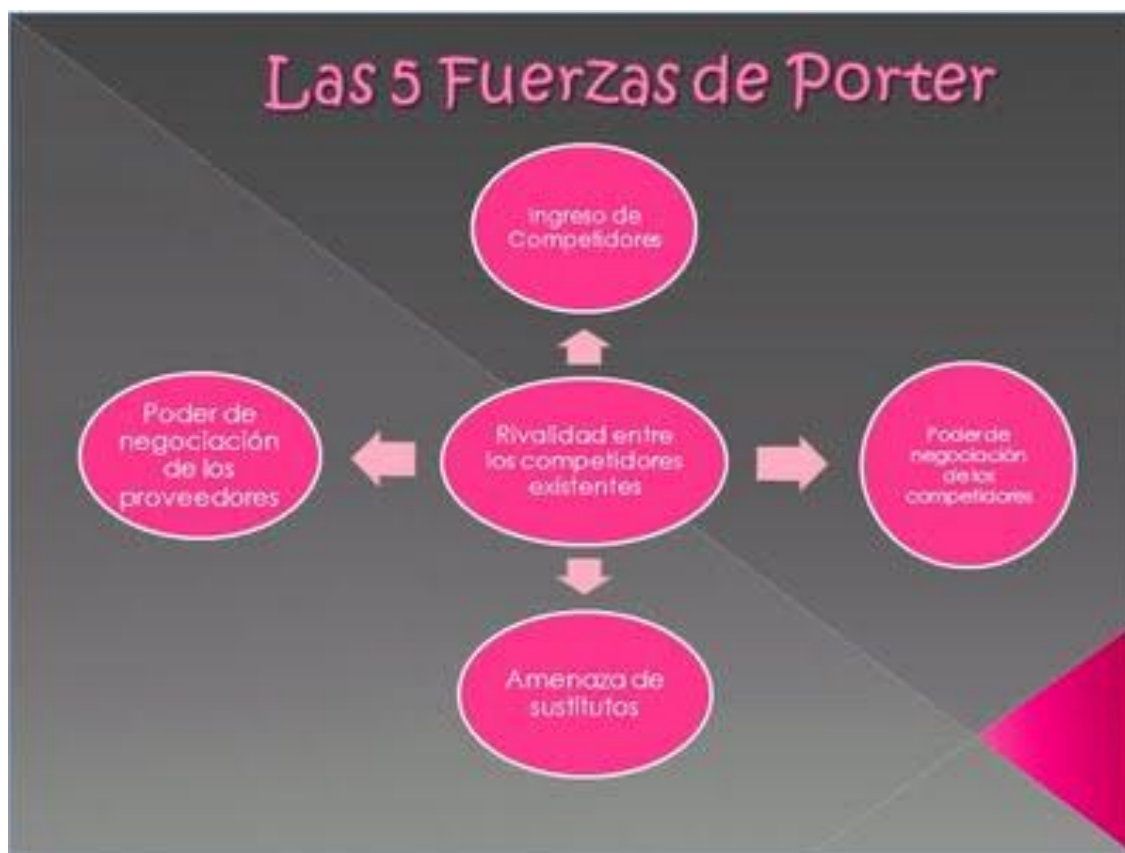 Las 5 Fuerzas de Porter
Ingreso de
Competidores
Poder de
negociación
de los
proveedores
Rivalidad entre
los competidores
existentes
Poder de
negociación
de los
competidores
Amenaza de
sustitutos